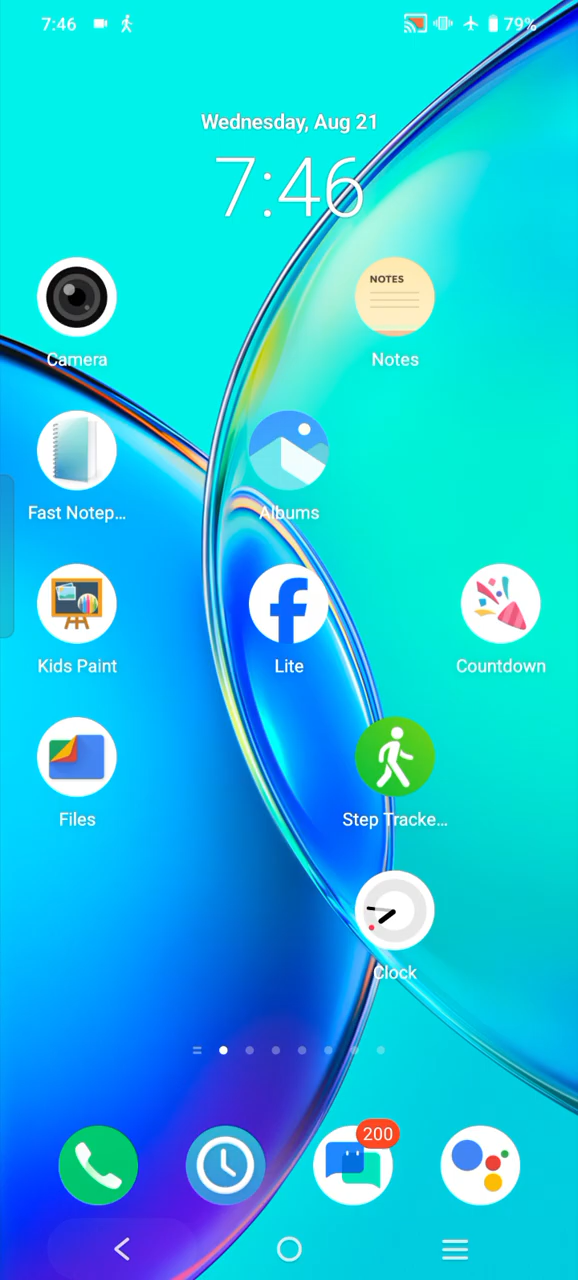 7:46
79%
Wednesday, Aug 21
7:46
Camera
NOTES
Notes
Fast Notep...
Albums
Kids Paint
Lite
Countdown
Files
Step Tracke...
Clock
200